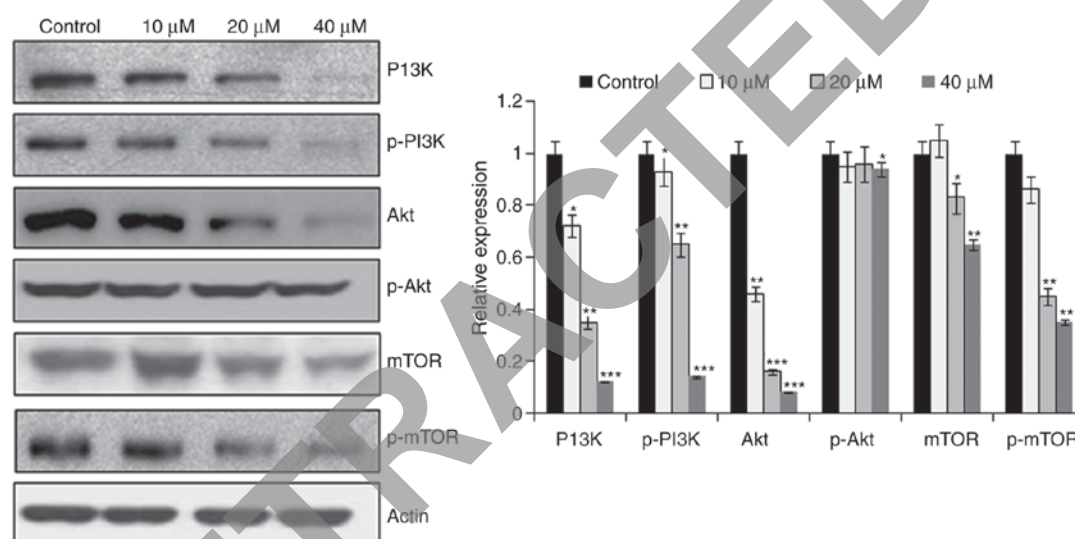 Control 10 µM 20 µM 40 µM
P13K
p-PI3K
Akt
p-Akt
mTOR
p-mTOR
Actin
Control 10 µM 20 µM 40 µM
Relative expression
1.2
1
0.8
0.6
0.4
0.2
0
* ** ***
* ** ***
** *** ***
*
* **
** **
P13K p-PI3K Akt p-Akt mTOR p-mTOR
TRACTED